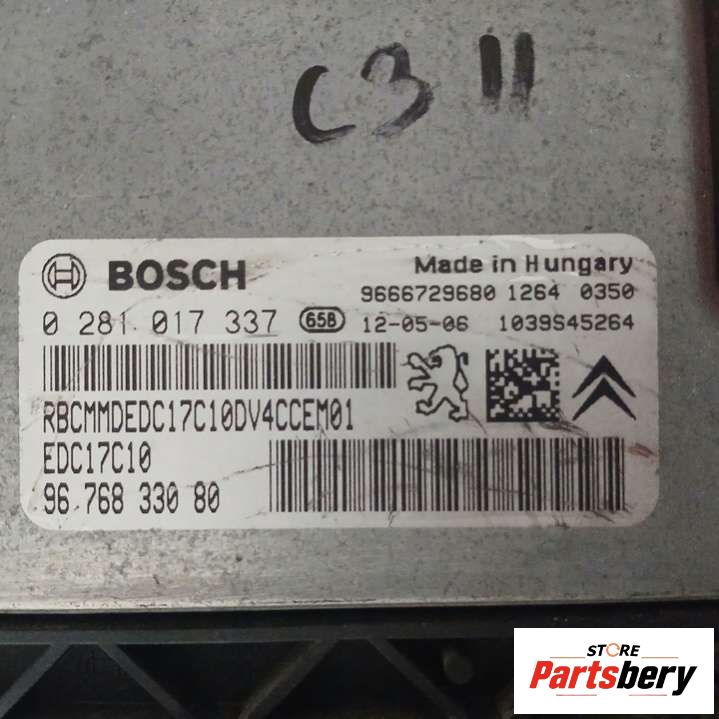 C3 11
BOSCH
Made in Hungary
9666729680 1264 0350
0 281 017 337 65B 12-05-06 1039S45264
RBCMMDEDC17C10DV4CCEM01
EDC17C10
96 768 330 80
STORE
Partsbery